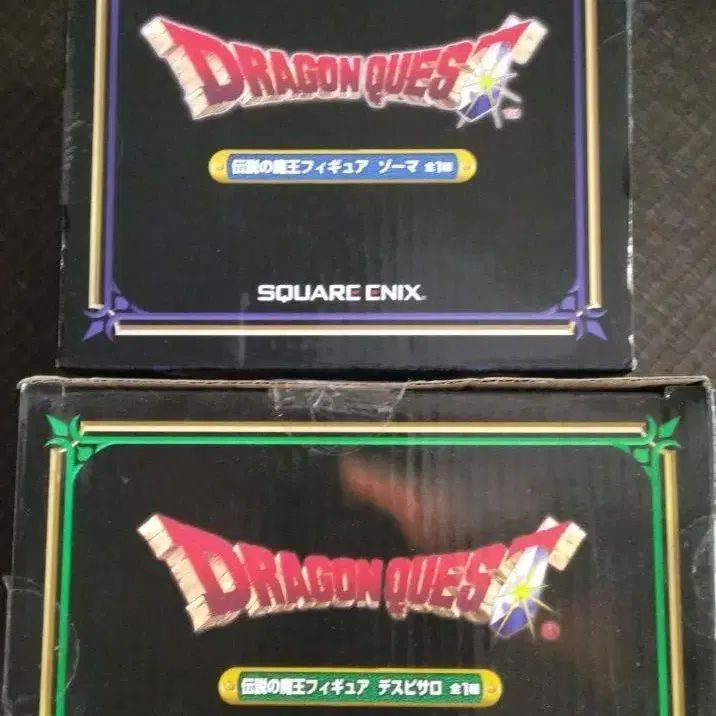 DRAGON QUEST
伝説の魔王フィギュア ゾーマ 全1種
SQUARE ENIX
DRAGON QUEST
伝説の魔王フィギュア デスピサロ 全1種